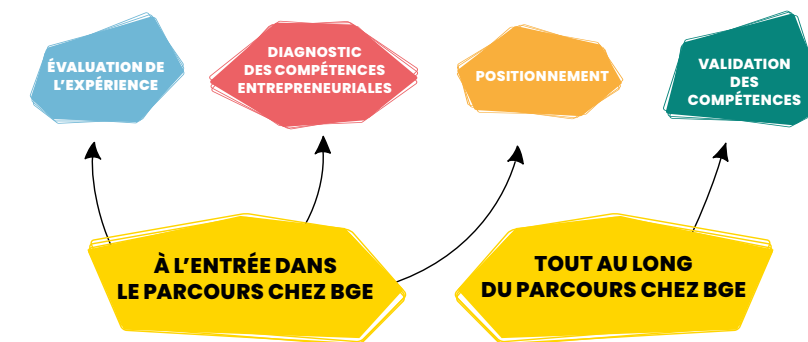 ÉVALUATION DE
L'EXPÉRIENCE
DIAGNOSTIC
DES COMPÉTENCES
ENTREPRENEURIALES
POSITIONNEMENT
VALIDATION
DES
COMPÉTENCES
À L'ENTRÉE DANS
LE PARCOURS CHEZ BGE
TOUT AU LONG
DU PARCOURS CHEZ BGE